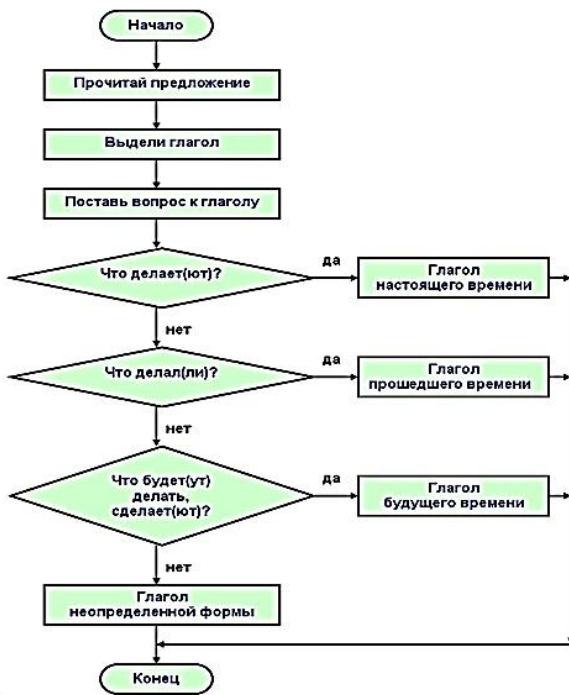 Начало
Прочитай предложение
Выдели глагол
Поставь вопрос к глаголу
Что делает(ют)?
да
Глагол
настоящего времени
нет
Что делал(ли)?
да
Глагол
прошедшего времени
нет
Что будет(ут)
делать,
сделает(ют)?
да
Глагол
будущего времени
нет
Глагол
неопределенной формы
Конец